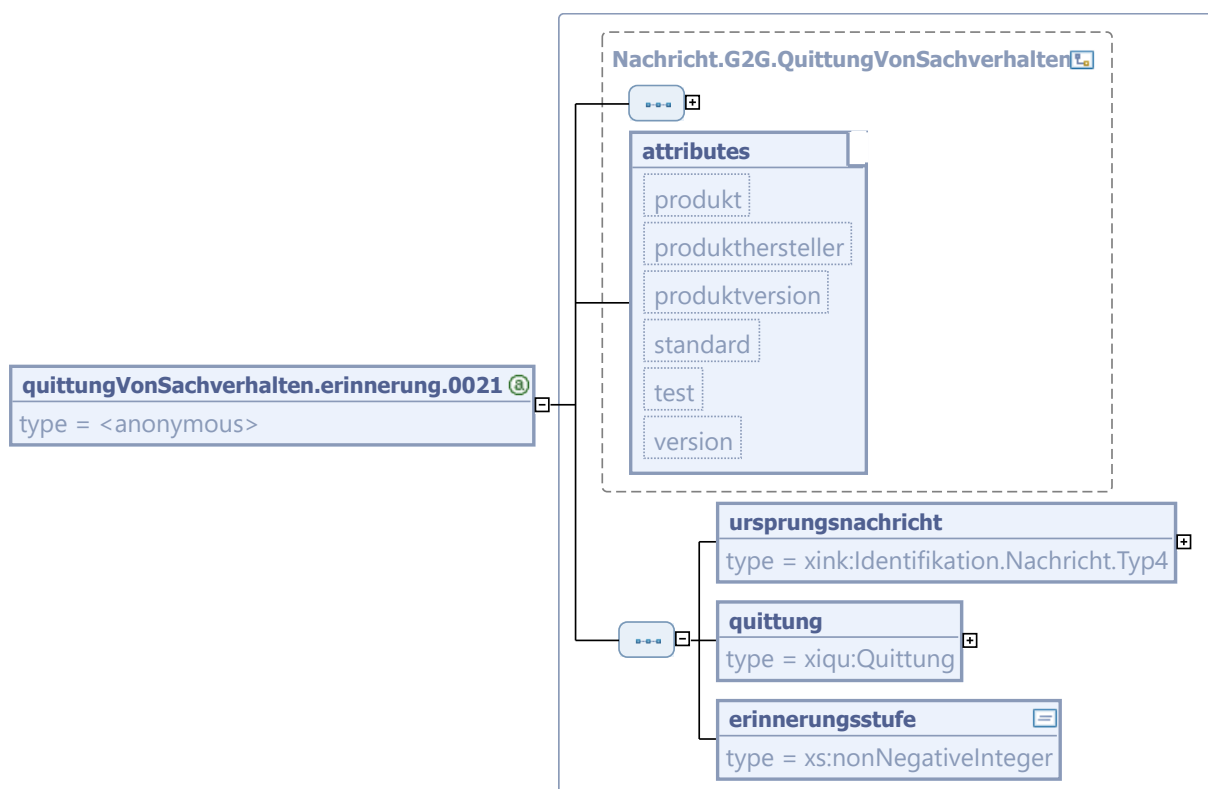 Nachricht.G2G.QuittungVonSachverhalten
attributes
produkt
produkthersteller
produktversion
standard
test
version
quittungVonSachverhalten.erinnerung.0021 a
type = <anonymous>
ursprungsnachricht
type = xink:Identifikation.Nachricht.Typ4
quittung
type = xiqu:Quittung
erinnerungsstufe
type = xs:nonNegativeInteger